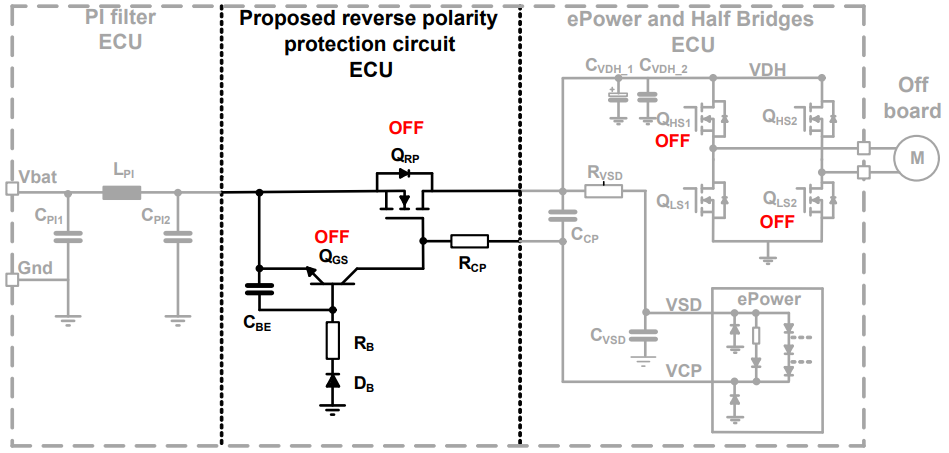 PI filter
ECU
Proposed reverse polarity
protection circuit
ECU
ePower and Half Bridges
ECU
Off
board
Vbat
LPI
CPI1
CPI2
Gnd
OFF
QRP
OFF
QGS
CBE
RB
DB
RCP
CVDH_1
CVDH_2
VDH
QHS1
OFF
QHS2
QLS1
QLS2
OFF
M
RVSD
CCP
CVSD
VSD
VCP
ePower
+